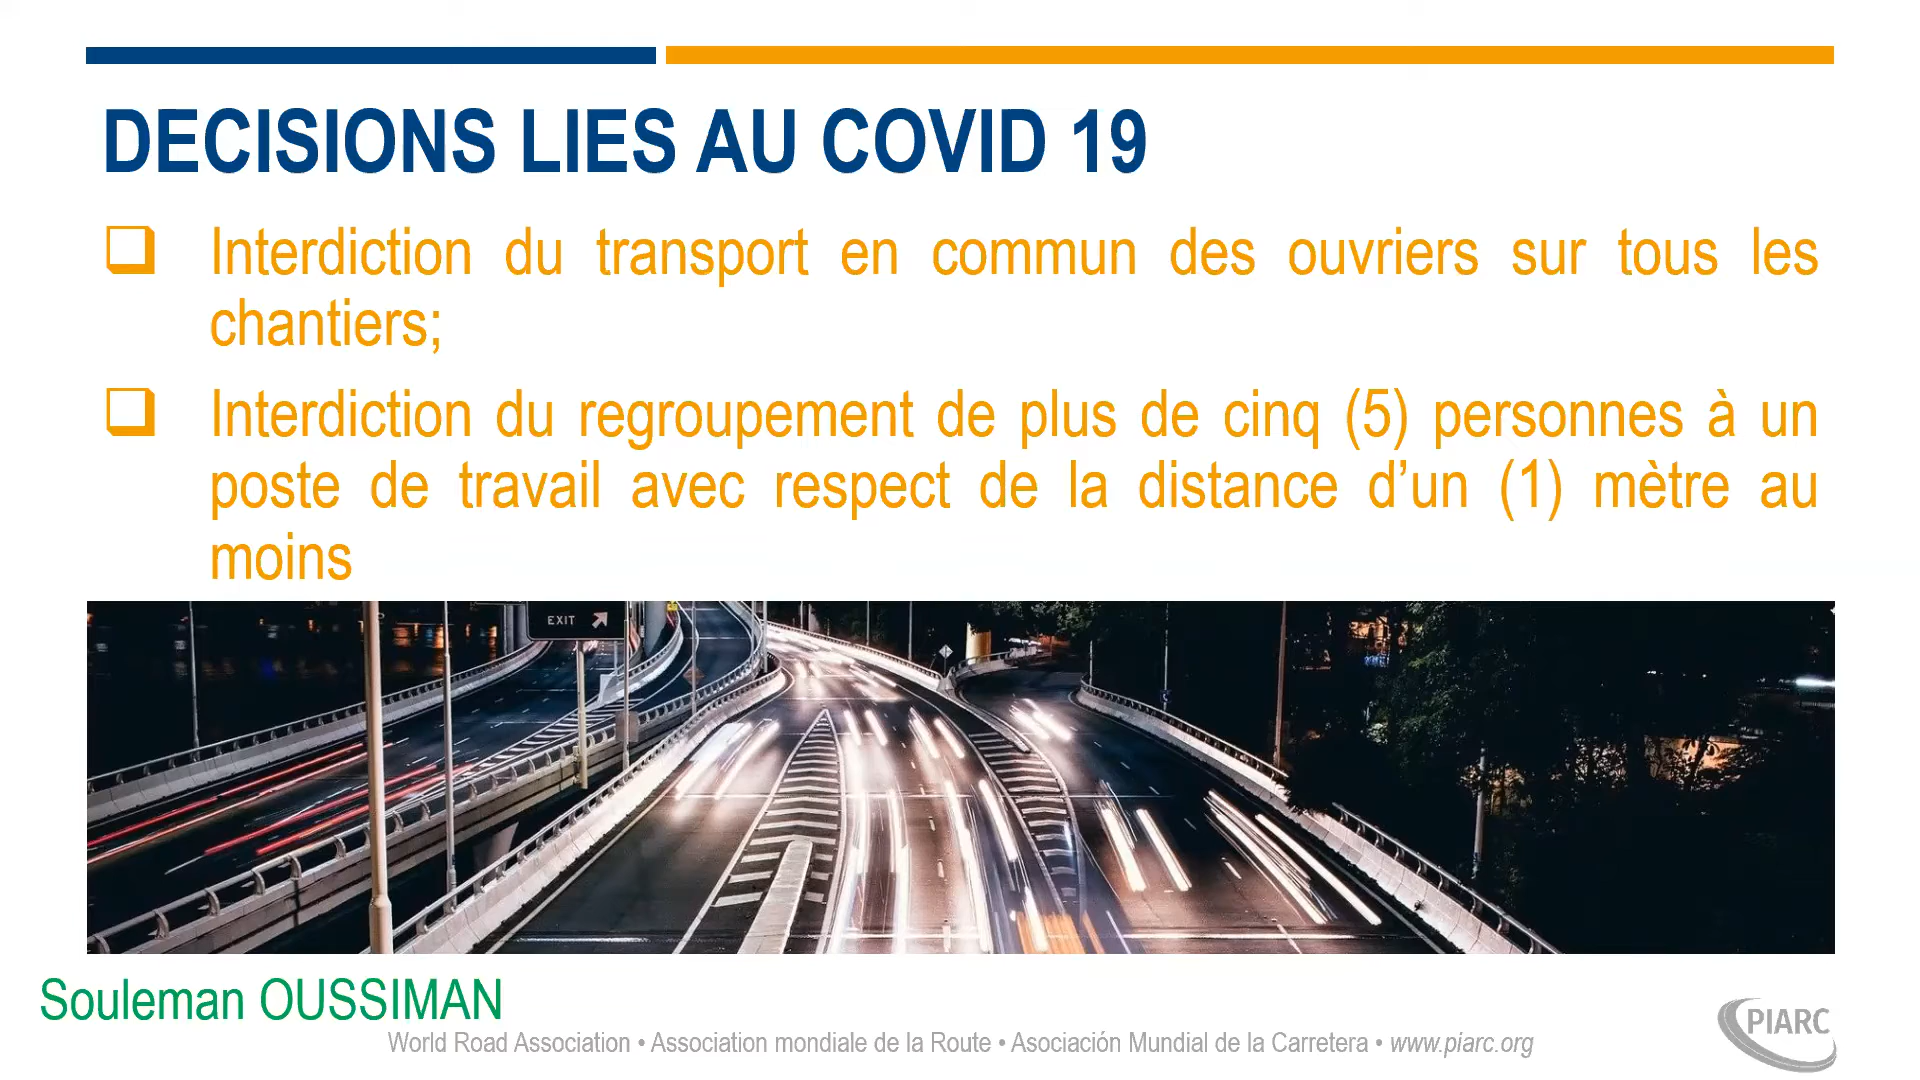 DECISIONS LIES AU COVID 19
Interdiction du transport en commun des ouvriers sur tous les
chantiers;
Interdiction du regroupement de plus de cinq (5) personnes à un
poste de travail avec respect de la distance d’un (1) mètre au
moins
EXIT
Souleman OUSSIMAN
World Road Association • Association mondiale de la Route • Asociación Mundial de la Carretera • www.piarc.org
PIARC